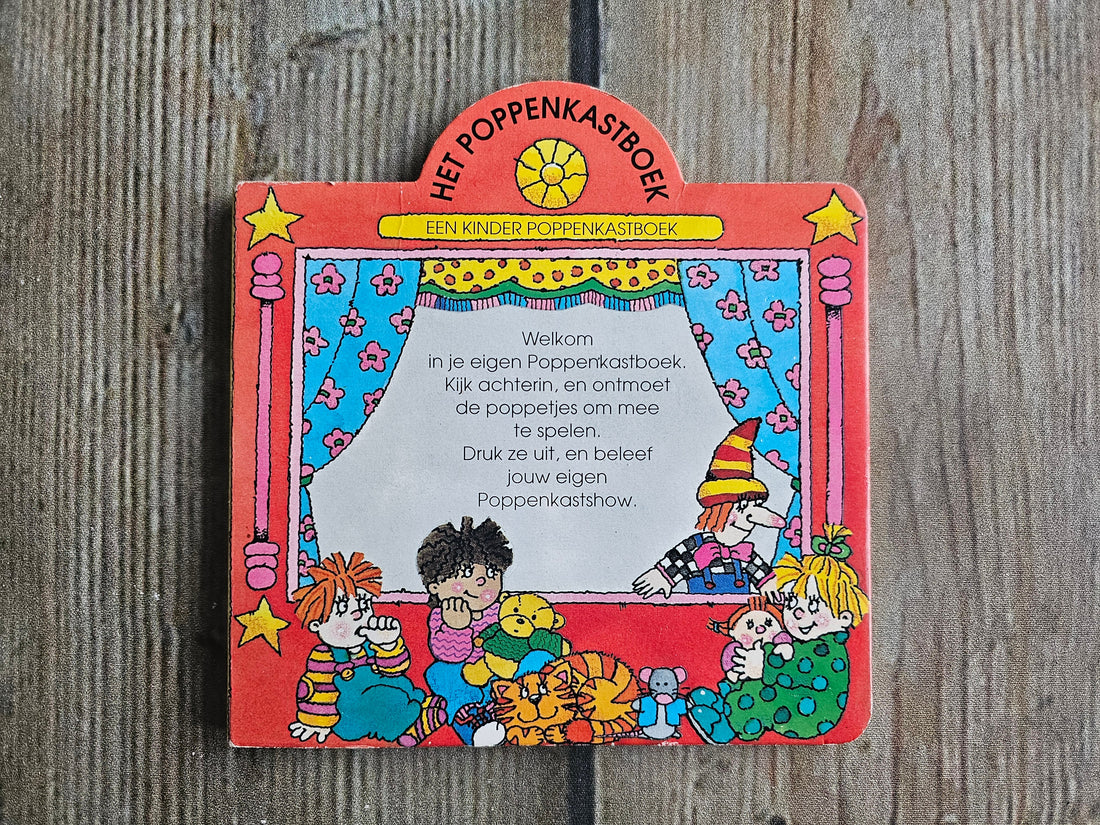 HET POPPENKASTBOEK
EEN KINDER POPPENKASTBOEK
Welkom
in je eigen Poppenkastboek.
Kijk achterin, en ontmoet
de poppetjes om mee
te spelen.
Druk ze uit, en beleef
jouw eigen
Poppenkastshow.